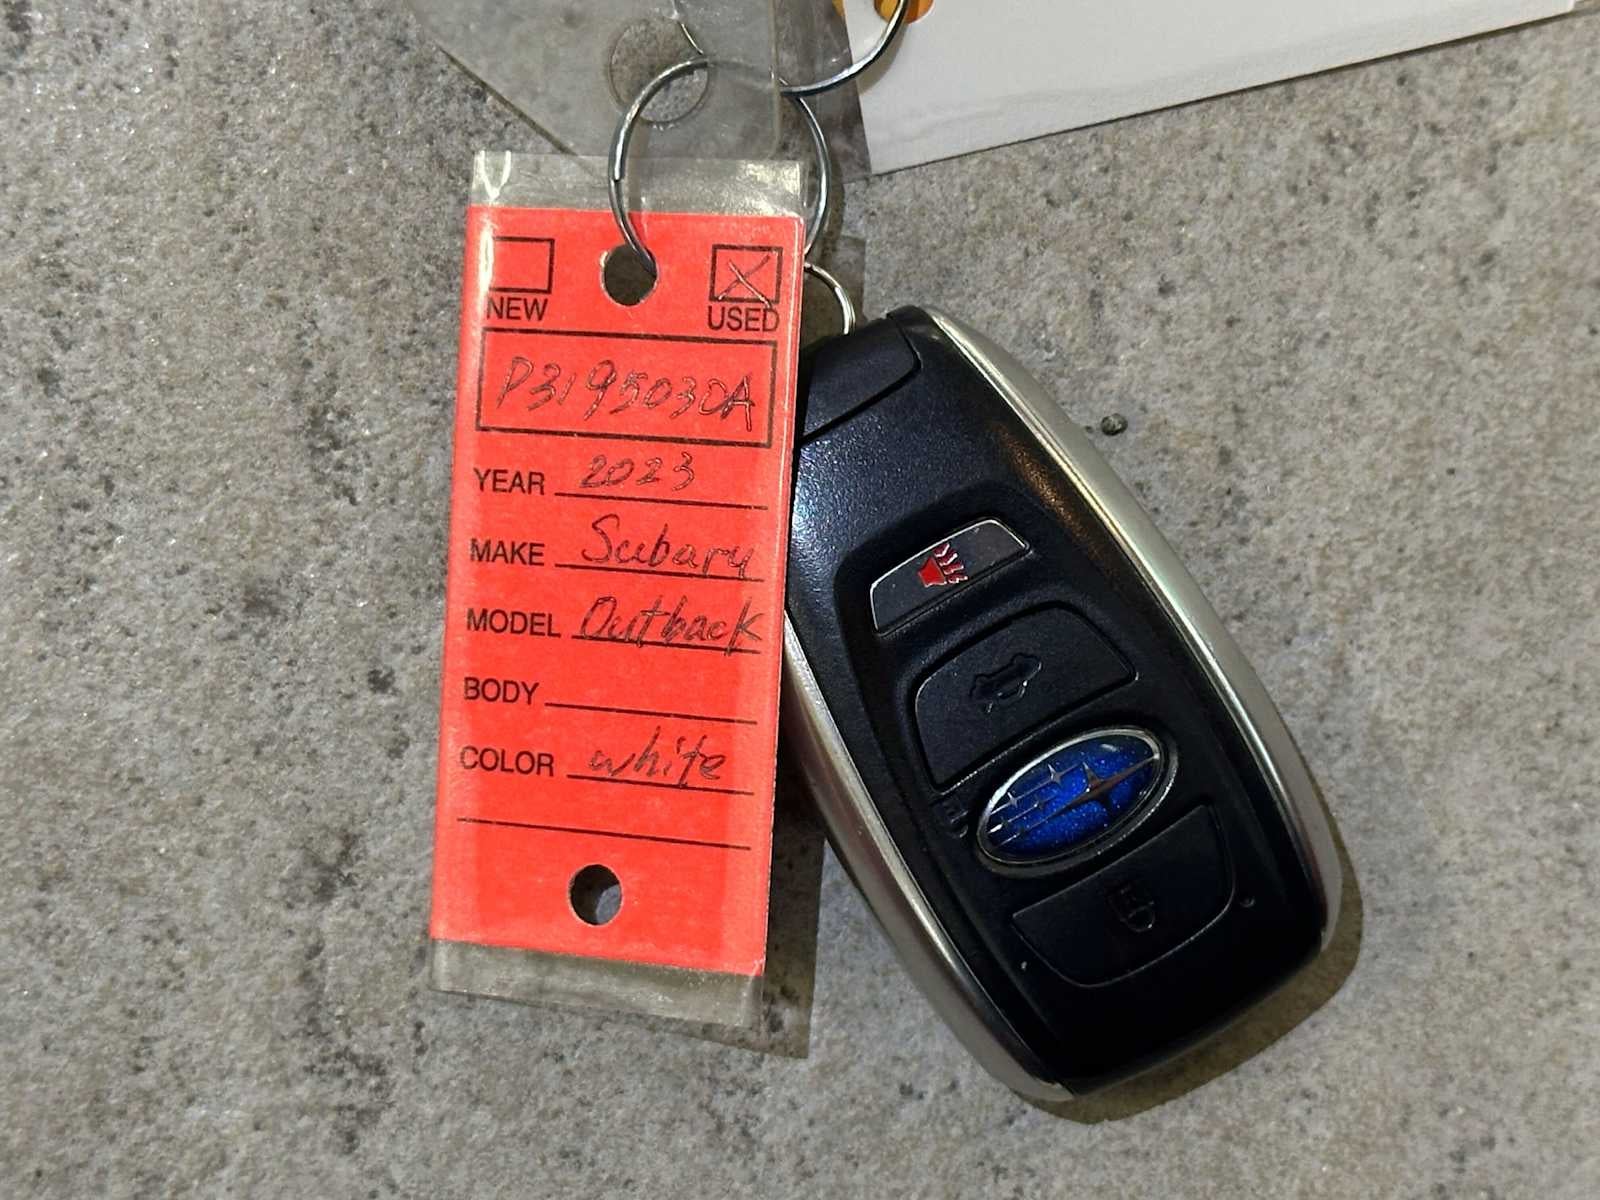 NEW USED
P3195030A
YEAR 2023
MAKE Subaru
MODEL Outback
BODY
COLOR white